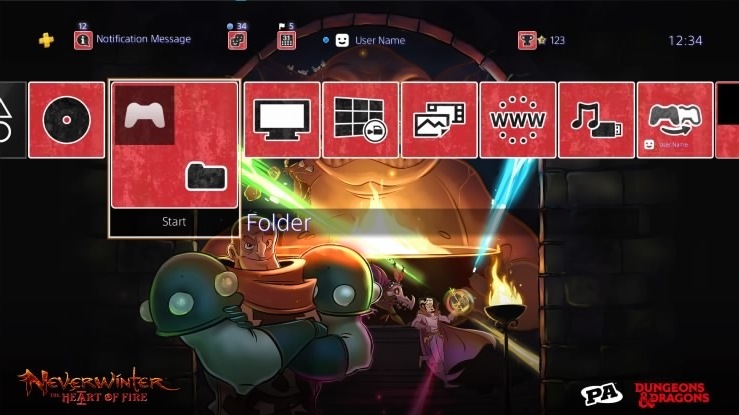 12
34
5
Notification Message
31
User Name
123
12:34
WWW
User Name
Start
Folder
NEVERWINTER
THE HEART OF FIRE
PA
DUNGEONS
& DRAGONS